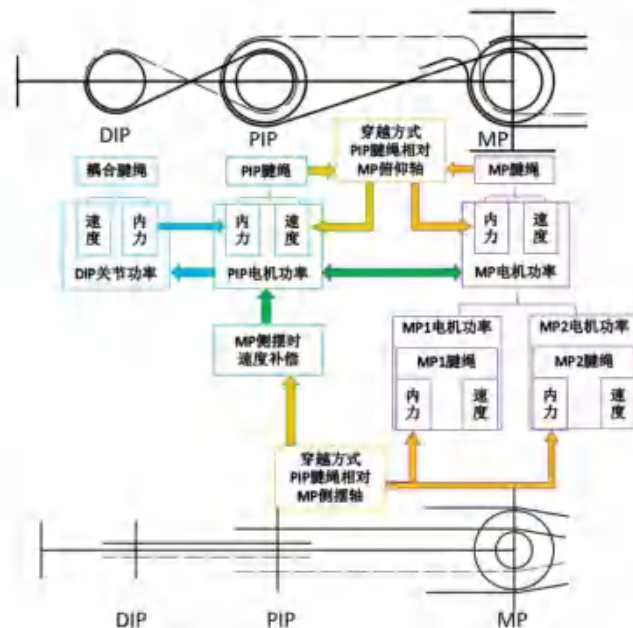 DIP
PIP
MP
穿越方式
PIP腱绳相对
MP俯仰轴
耦合腱绳
PIP腱绳
MP腱绳
速度
内力
DIP关节功率
内力
速度
PIP电机功率
内力
速度
MP电机功率
MP侧摆时
速度补偿
MP1电机功率
MP2电机功率
MP1腱绳
MP2腱绳
内力
速度
内力
速度
穿越方式
PIP腱绳相对
MP侧摆轴
DIP
PIP
MP